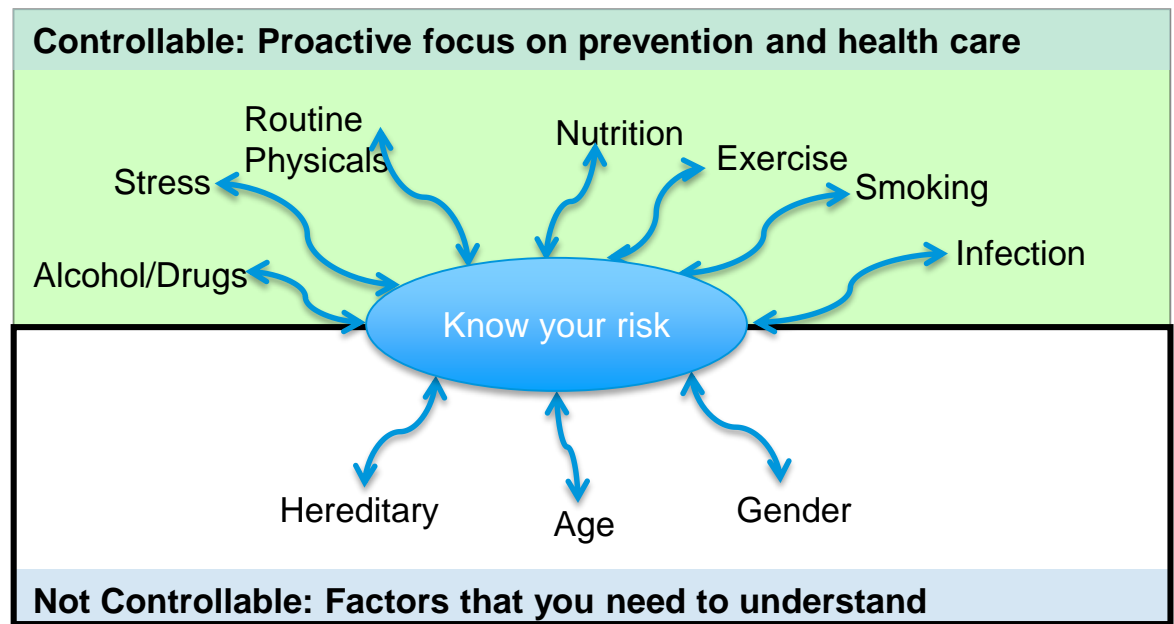 Controllable: Proactive focus on prevention and health care
Routine
Physicals
Nutrition
Exercise
Stress
Smoking
Infection
Alcohol/Drugs
Know your risk
Hereditary
Age
Gender
Not Controllable: Factors that you need to understand